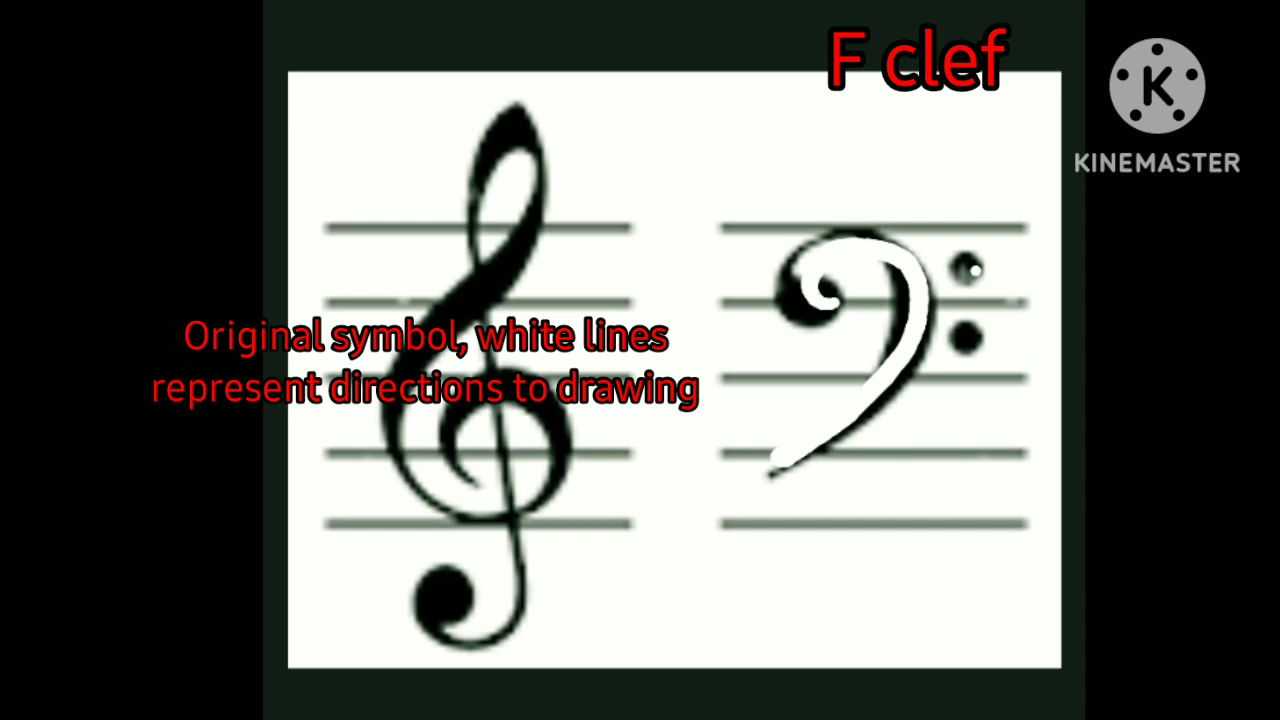 F clef
K
KINEMASTER
Original symbol, white lines
represent directions to drawing